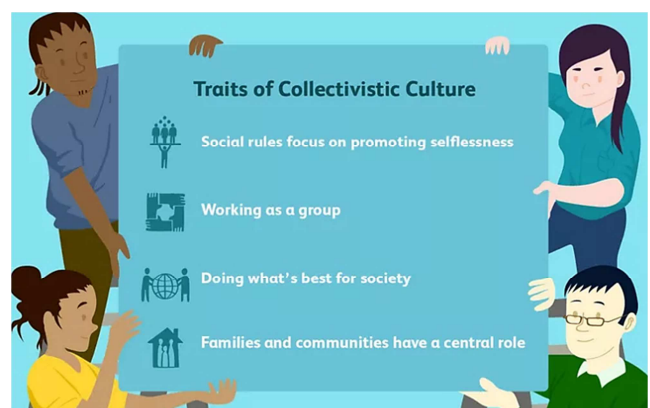 Traits of Collectivistic Culture
Social rules focus on promoting selflessness
Working as a group
Doing what's best for society
Families and communities have a central role